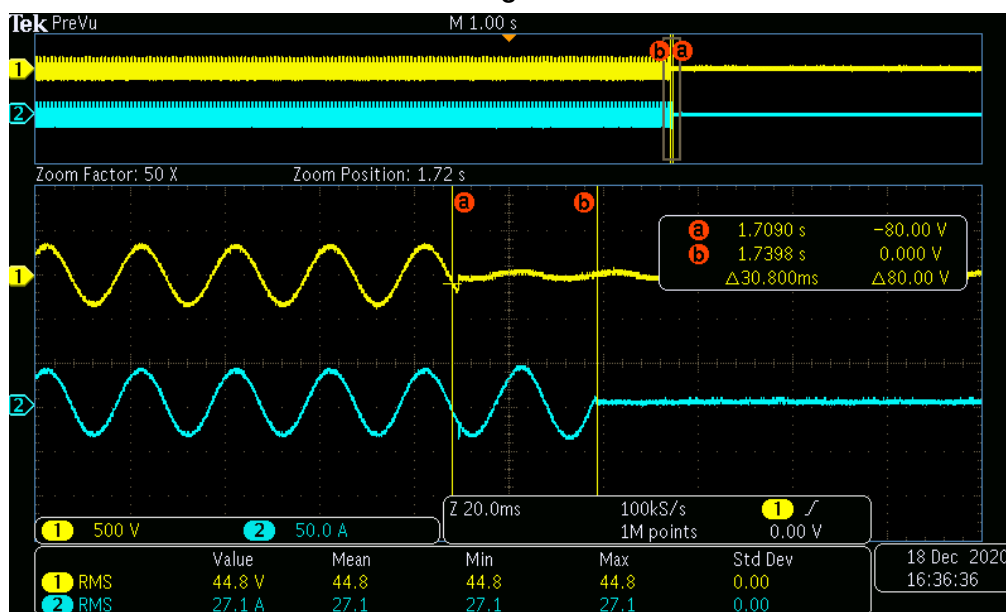 Tek PreVu M 1.00 s
b a
1
2
Zoom Factor: 50 X Zoom Position: 1.72 s
a b
a 1.7090 s -80.00 V
b 1.7398 s 0.000 V
△30.800ms △80.00 V
1
2
Z 20.0ms 100kS/s 1 ∫
1M points 0.00 V
1 500 V 2 50.0 A
Value Mean Min Max Std Dev
1 RMS 44.8 V 44.8 44.8 44.8 0.00
2 RMS 27.1 A 27.1 27.1 27.1 0.00
18 Dec 2020
16:36:36